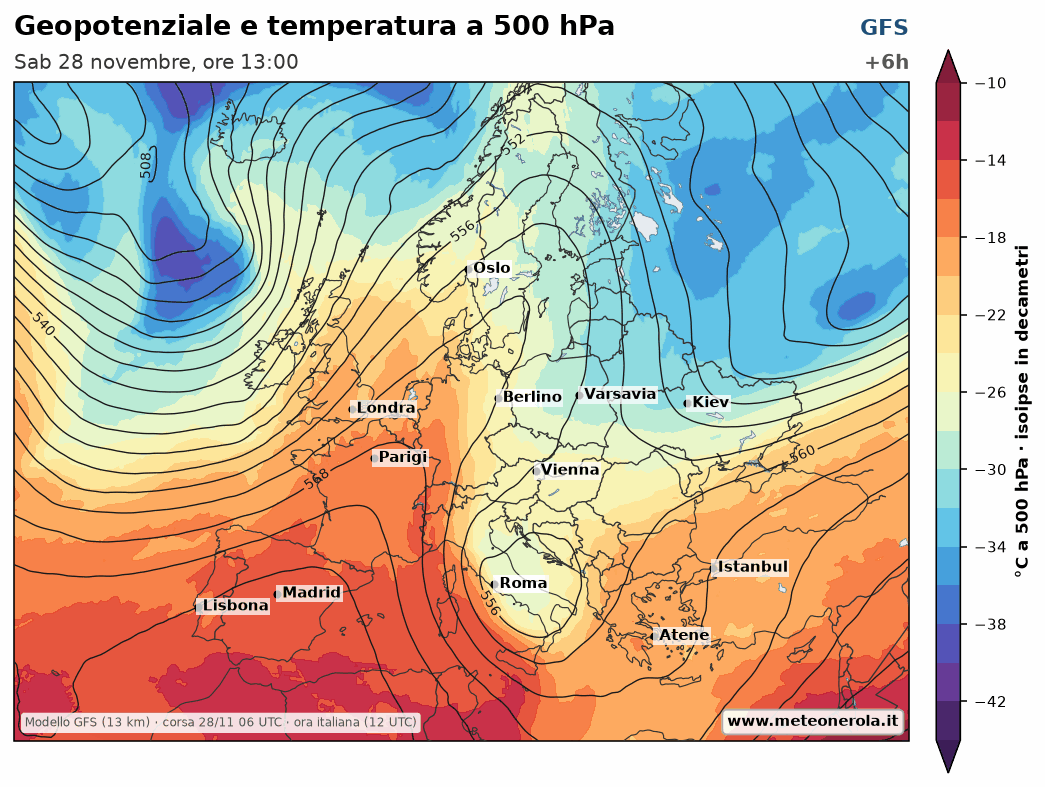 Geopotenziale e temperatura a 500 hPa
GFS
Sab 28 novembre, ore 13:00
+6h
508
552
556
Oslo
540
Berlino
Varsavia
Kiev
Londra
Parigi
568
Vienna
560
Istanbul
Roma
Madrid
Lisbona
556
Atene
Modello GFS (13 km) · corsa 28/11 06 UTC · ora italiana (12 UTC)
www.meteonerola.it
−10
−14
−18
−22
−26
−30
−34
−38
−42
°C a 500 hPa · isoipse in decametri